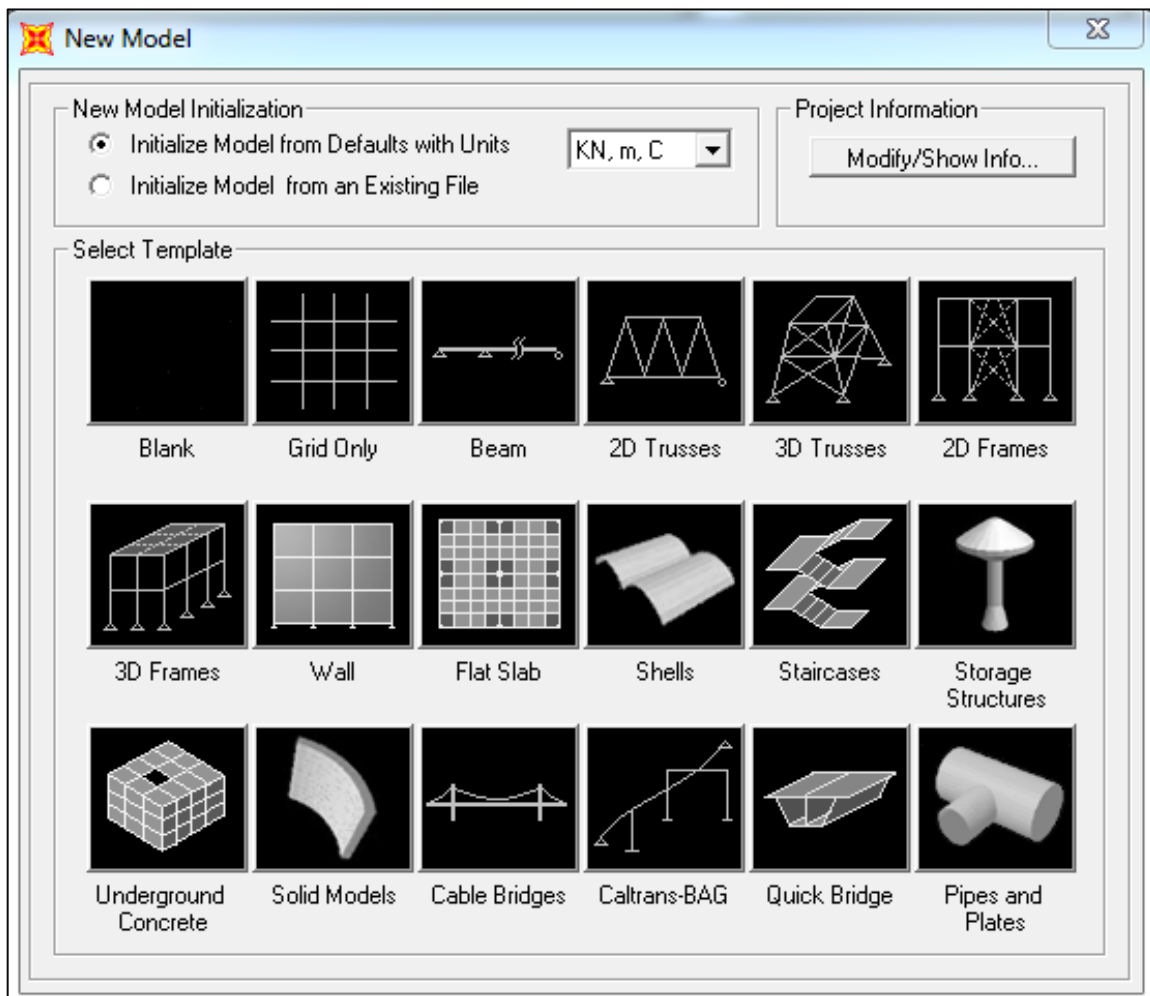 New Model
New Model Initialization
Initialize Model from Defaults with Units
KN, m, C
Initialize Model from an Existing File
Project Information
Modify/Show Info...
Select Template
Blank
Grid Only
Beam
2D Trusses
3D Trusses
2D Frames
3D Frames
Wall
Flat Slab
Shells
Staircases
Storage
Structures
Underground
Concrete
Solid Models
Cable Bridges
Caltrans-BAG
Quick Bridge
Pipes and
Plates